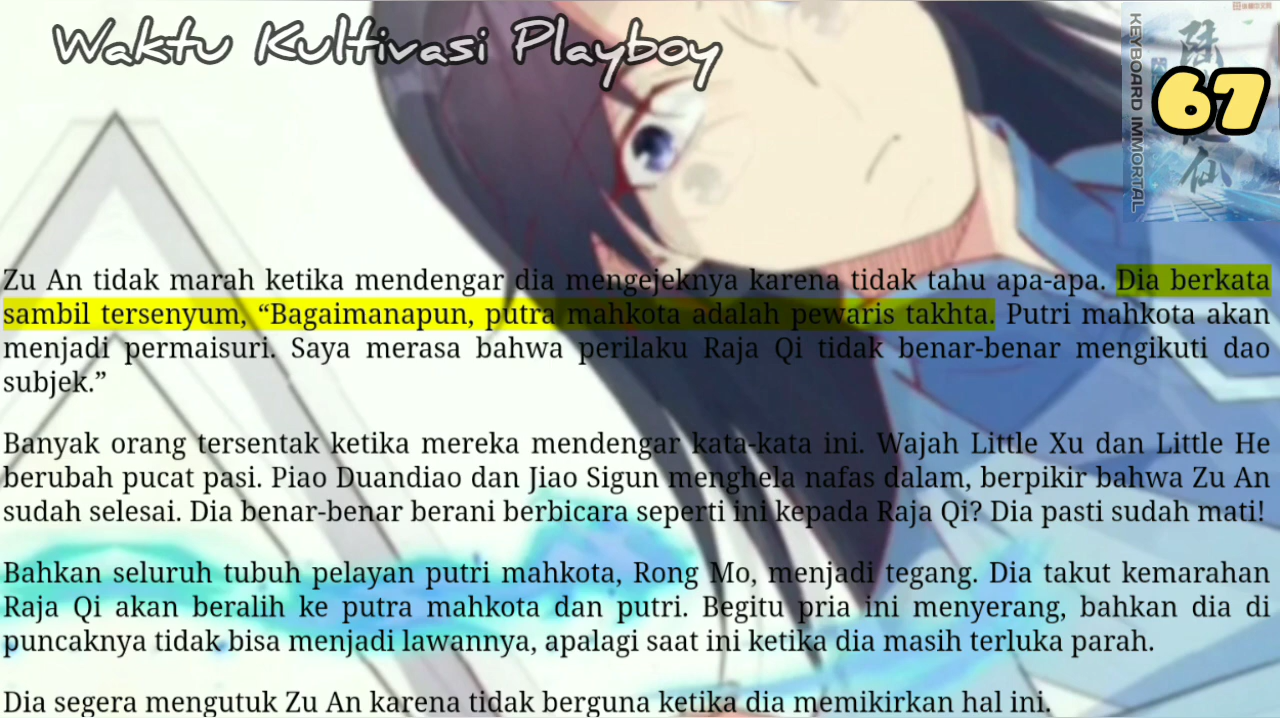 Waktu Kultivasi Playboy
KEYBOARD IMMORTAL
67
Zu An tidak marah ketika mendengar dia mengejeknya karena tidak tahu apa-apa. Dia berkata
sambil tersenyum, “Bagaimanapun, putra mahkota adalah pewaris takhta. Putri mahkota akan
menjadi permaisuri. Saya merasa bahwa perilaku Raja Qi tidak benar-benar mengikuti dao
subjek.”
Banyak orang tersentak ketika mereka mendengar kata-kata ini. Wajah Little Xu dan Little He
berubah pucat pasi. Piao Duandiao dan Jiao Sigun menghela nafas dalam, berpikir bahwa Zu An
sudah selesai. Dia benar-benar berani berbicara seperti ini kepada Raja Qi? Dia pasti sudah mati!
Bahkan seluruh tubuh pelayan putri mahkota, Rong Mo, menjadi tegang. Dia takut kemarahan
Raja Qi akan beralih ke putra mahkota dan putri. Begitu pria ini menyerang, bahkan dia di
puncaknya tidak bisa menjadi lawannya, apalagi saat ini ketika dia masih terluka parah.
Dia segera mengutuk Zu An karena tidak berguna ketika dia memikirkan hal ini.